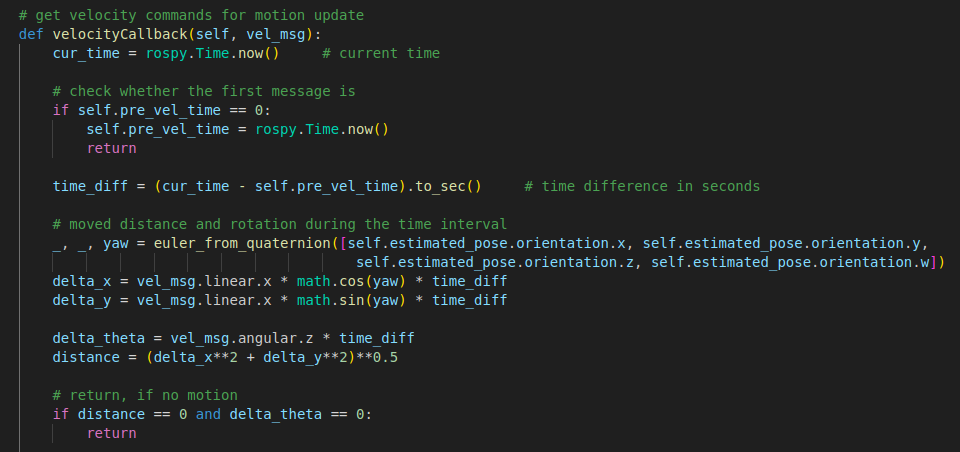 # get velocity commands for motion update
def velocityCallback(self, vel_msg):
    cur_time = rospy.Time.now()     # current time

    # check whether the first message is
    if self.pre_vel_time == 0:
        self.pre_vel_time = rospy.Time.now()
        return

    time_diff = (cur_time - self.pre_vel_time).to_sec()     # time difference in seconds

    # moved distance and rotation during the time interval
    _, _, yaw = euler_from_quaternion([self.estimated_pose.orientation.x, self.estimated_pose.orientation.y,
                                        self.estimated_pose.orientation.z, self.estimated_pose.orientation.w])
    delta_x = vel_msg.linear.x * math.cos(yaw) * time_diff
    delta_y = vel_msg.linear.x * math.sin(yaw) * time_diff

    delta_theta = vel_msg.angular.z * time_diff
    distance = (delta_x**2 + delta_y**2)**0.5

    # return, if no motion
    if distance == 0 and delta_theta == 0:
        return